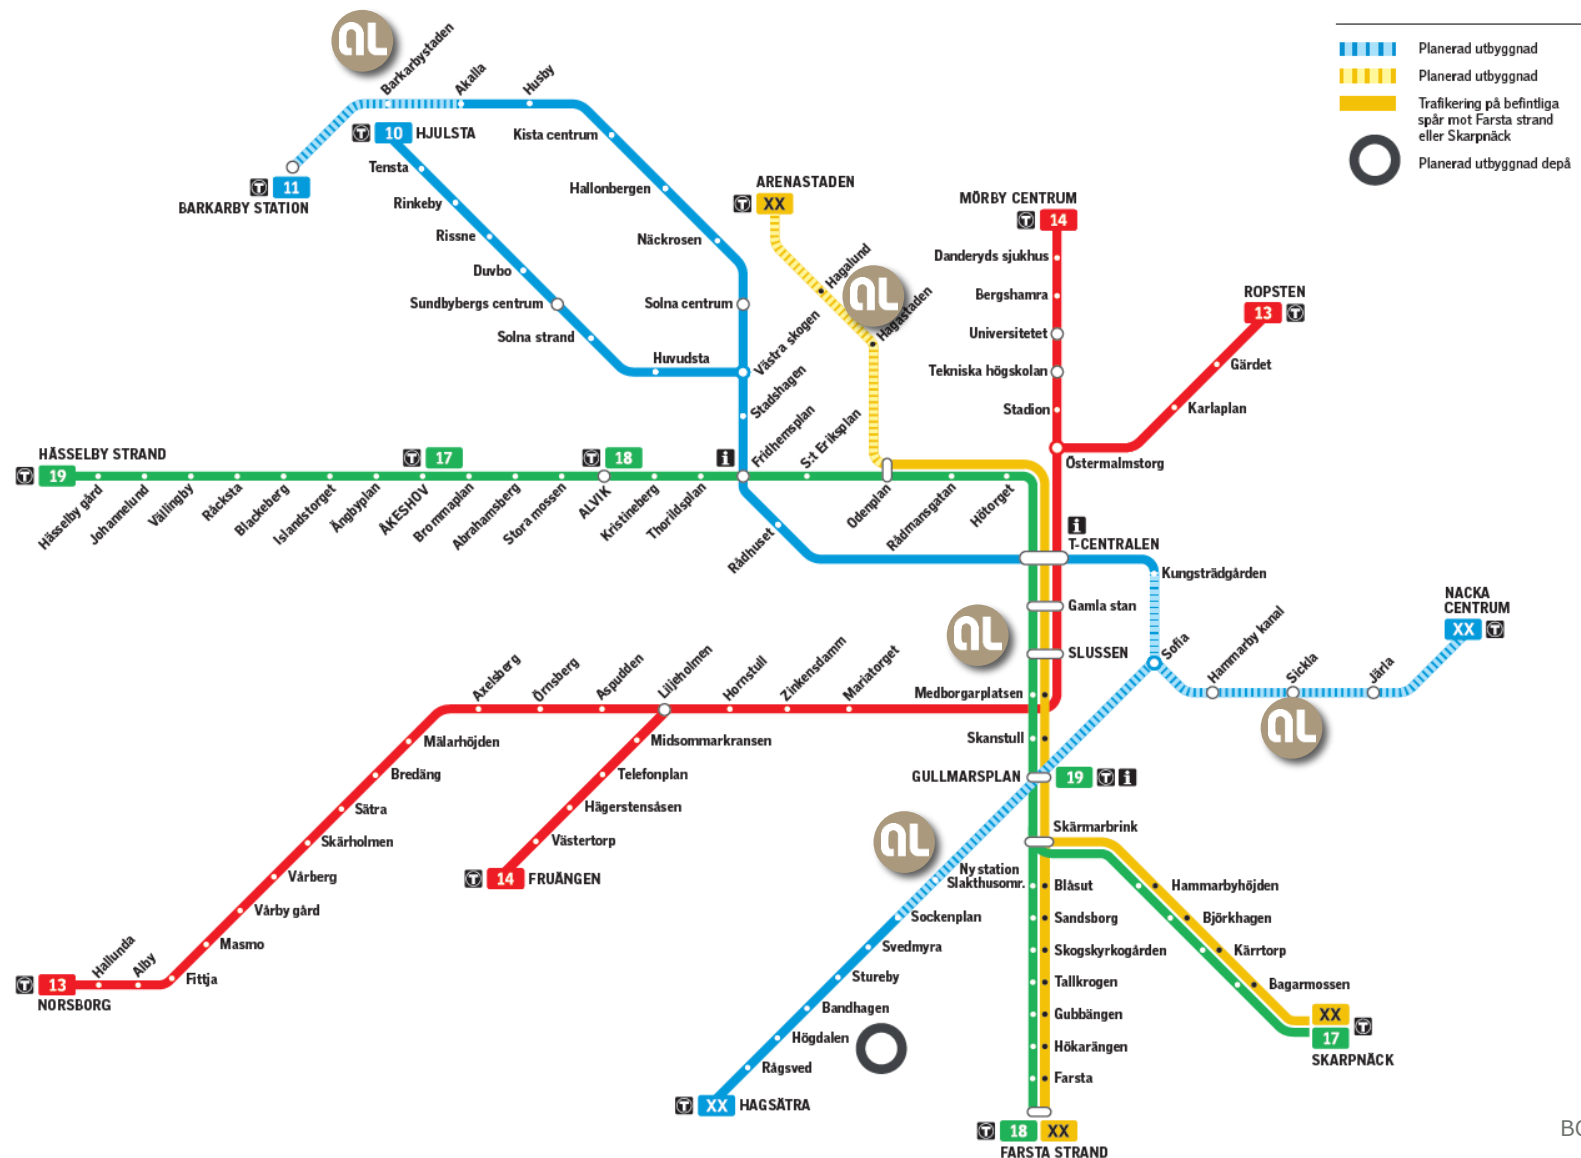 Planerad utbyggnad
Planerad utbyggnad
Trafikering på befintliga
spår mot Farsta strand
eller Skarpnäck
Planerad utbyggnad depå
aL
Barkarbystaden
Akalla
Husby
T 10 HJULSTA
Kista centrum
Tensta
T 11
BARKARBY STATION
Rinkeby
Hallonbergen
Rissne
Näckrosen
Duvbo
Sundbybergs centrum
Solna centrum
Solna strand
Huvudsta
Västra skogen
Stadshagen
Fridhemsplan
ARENASTADEN
T XX
Hagalund
aL
Hagastaden
S:t Eriksplan
MÖRBY CENTRUM
T 14
Danderyds sjukhus
Bergshamra
Universitetet
Tekniska högskolan
Stadion
ROPSTEN
13 T
Gärdet
Karlaplan
Östermalmstorg
HÄSSELBY STRAND
T 19
T 17
T 18
i
Hässelby gård
Johannelund
Vällingby
Råcksta
Blackeberg
Islandstorget
Ängbyplan
ÅKESHOV
Brommaplan
Abrahamsberg
Stora mossen
ALVIK
Kristineberg
Thorildsplan
Rådhuset
Odenplan
Rådmansgatan
Hötorget
i
T-CENTRALEN
Kungsträdgården
Gamla stan
aL
SLUSSEN
Sofia
Hammarby kanal
Sickla
Järla
NACKA
CENTRUM
XX T
aL
Axelsberg
Örnsberg
Aspudden
Liljeholmen
Hornstull
Zinkensdamm
Mariatorget
Medborgarplatsen
Skanstull
GULLMARSPLAN
19 T i
Mälarhöjden
Bredäng
Sätra
Skärholmen
Vårberg
Vårby gård
Masmo
Fittja
Alby
Hallunda
T 13
NORSBORG
Midsommarkransen
Telefonplan
Hägerstensåsen
Västertorp
T 14 FRUÄNGEN
aL
Skärmarbrink
Ny station
Slakthusomr.
Sockenplan
Svedmyra
Stureby
Bandhagen
Högdalen
Rågsved
T XX HAGSÄTRA
Blåsut
Sandsborg
Skogskyrkogården
Tallkrogen
Gubbängen
Hökarängen
Farsta
T 18 XX
FARSTA STRAND
Hammarbyhöjden
Björkhagen
Kärrtorp
Bagarmossen
XX
17 T
SKARPNÄCK